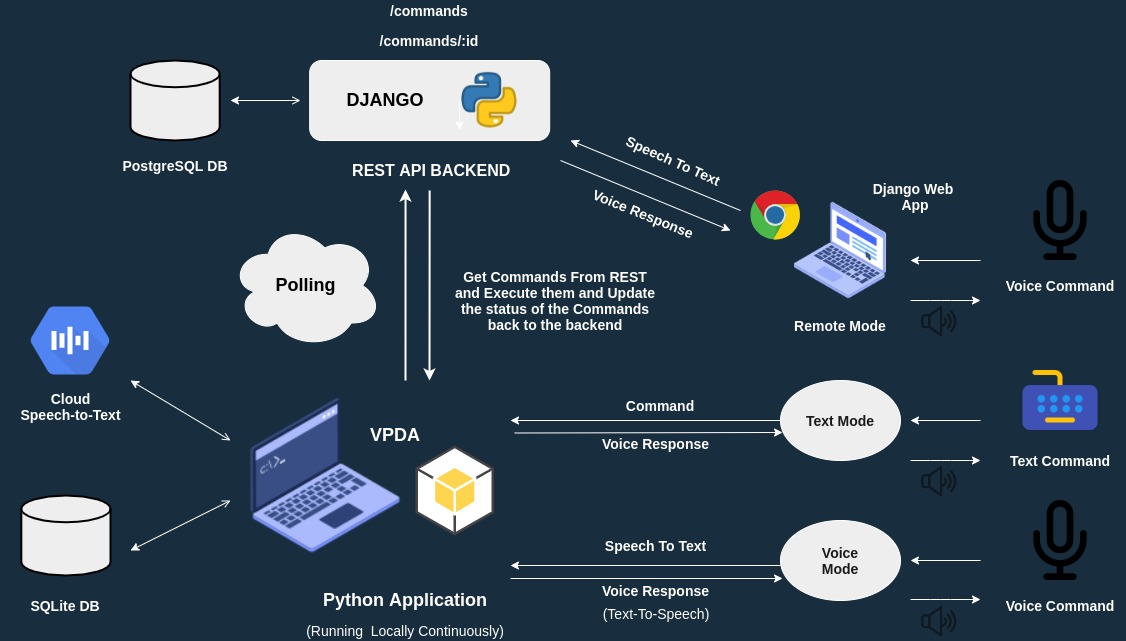 /commands
/commands/:id
DJANGO
PostgreSQL DB
REST API BACKEND
Speech To Text
Voice Response
Django Web
App
Polling
Get Commands From REST
and Execute them and Update
the status of the Commands
back to the backend
Remote Mode
Voice Command
Cloud
Speech-to-Text
VPDA
C:\>_
Command
Voice Response
Text Mode
Text Command
SQLite DB
Speech To Text
Voice Response
(Text-To-Speech)
Voice
Mode
Voice Command
Python Application
(Running Locally Continuously)